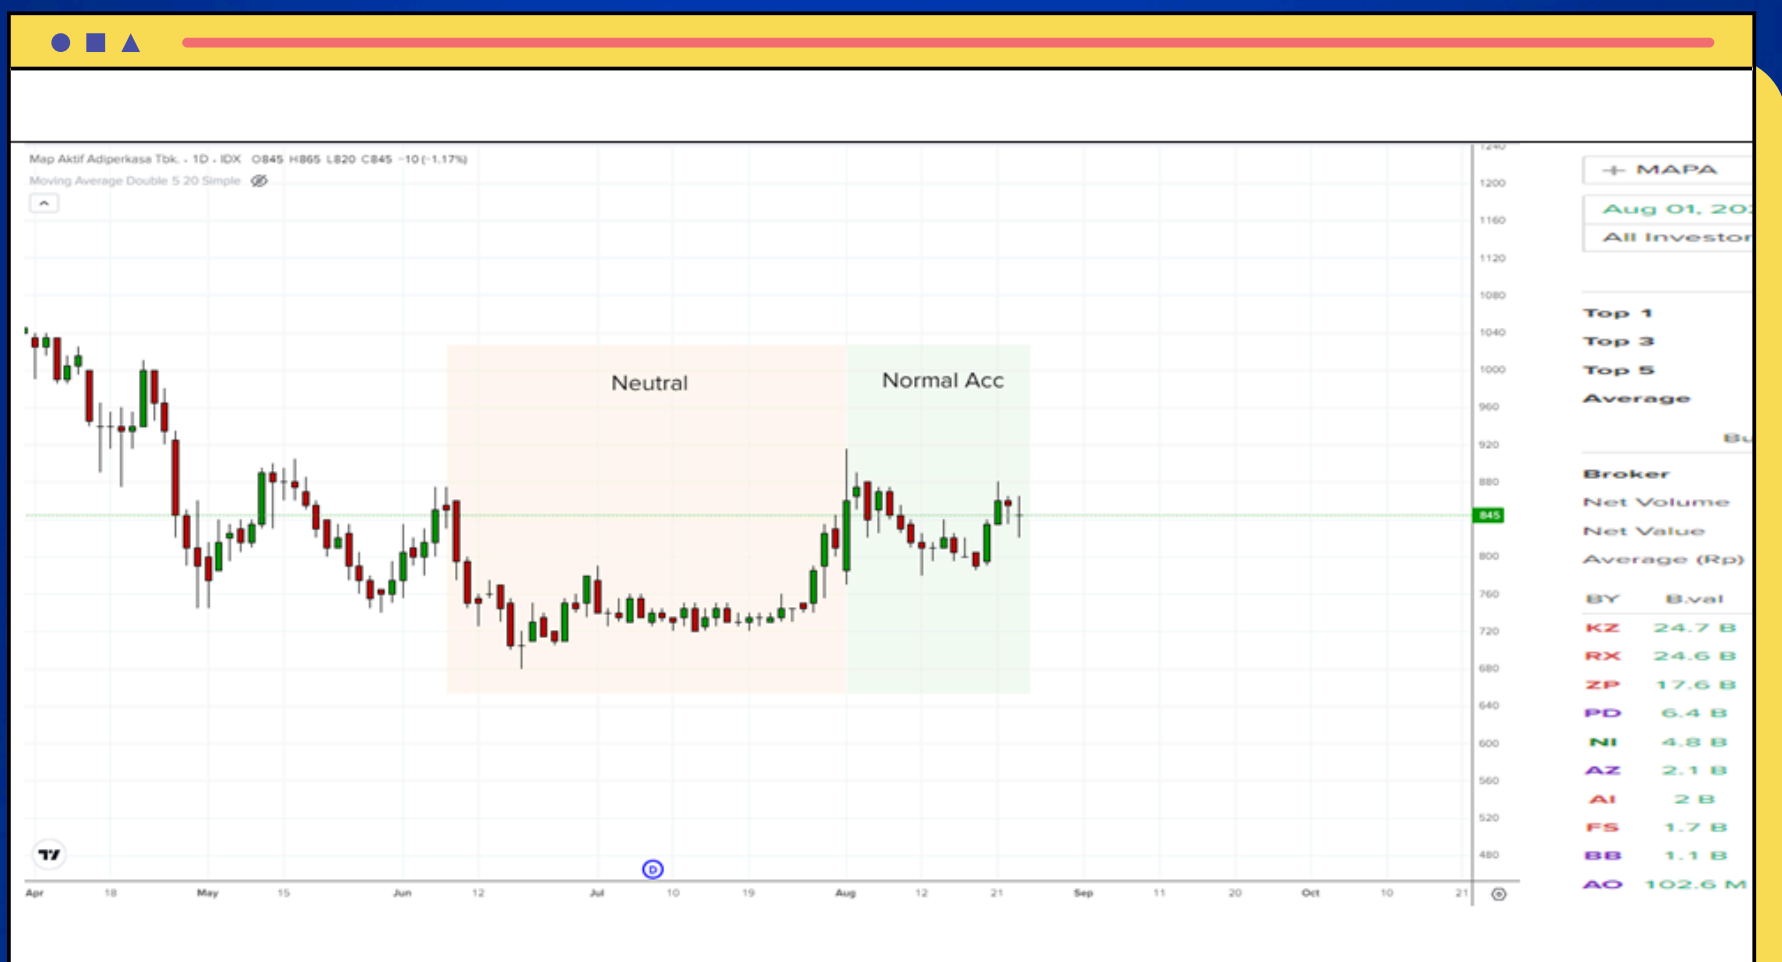 Map Aktif Adiperkasa Tbk. · 1D · IDX O845 H865 L820 C845 −10 (−1.17%)
Moving Average Double 5 20 Simple
Neutral
Normal Acc
1240
1200
1160
1120
1080
1040
1000
960
920
880
845
800
760
720
680
640
600
560
520
480
Apr 18 May 15 Jun 12 Jul 10 19 Aug 12 21 Sep 11 20 Oct 10 21
D
+ MAPA
Aug 01, 20
All Investor
Top 1
Top 3
Top 5
Average
Bu
Broker
Net Volume
Net Value
Average (Rp)
BY B.val
KZ 24.7 B
RX 24.6 B
ZP 17.6 B
PD 6.4 B
NI 4.8 B
AZ 2.1 B
AI 2 B
FS 1.7 B
BB 1.1 B
AO 102.6 M